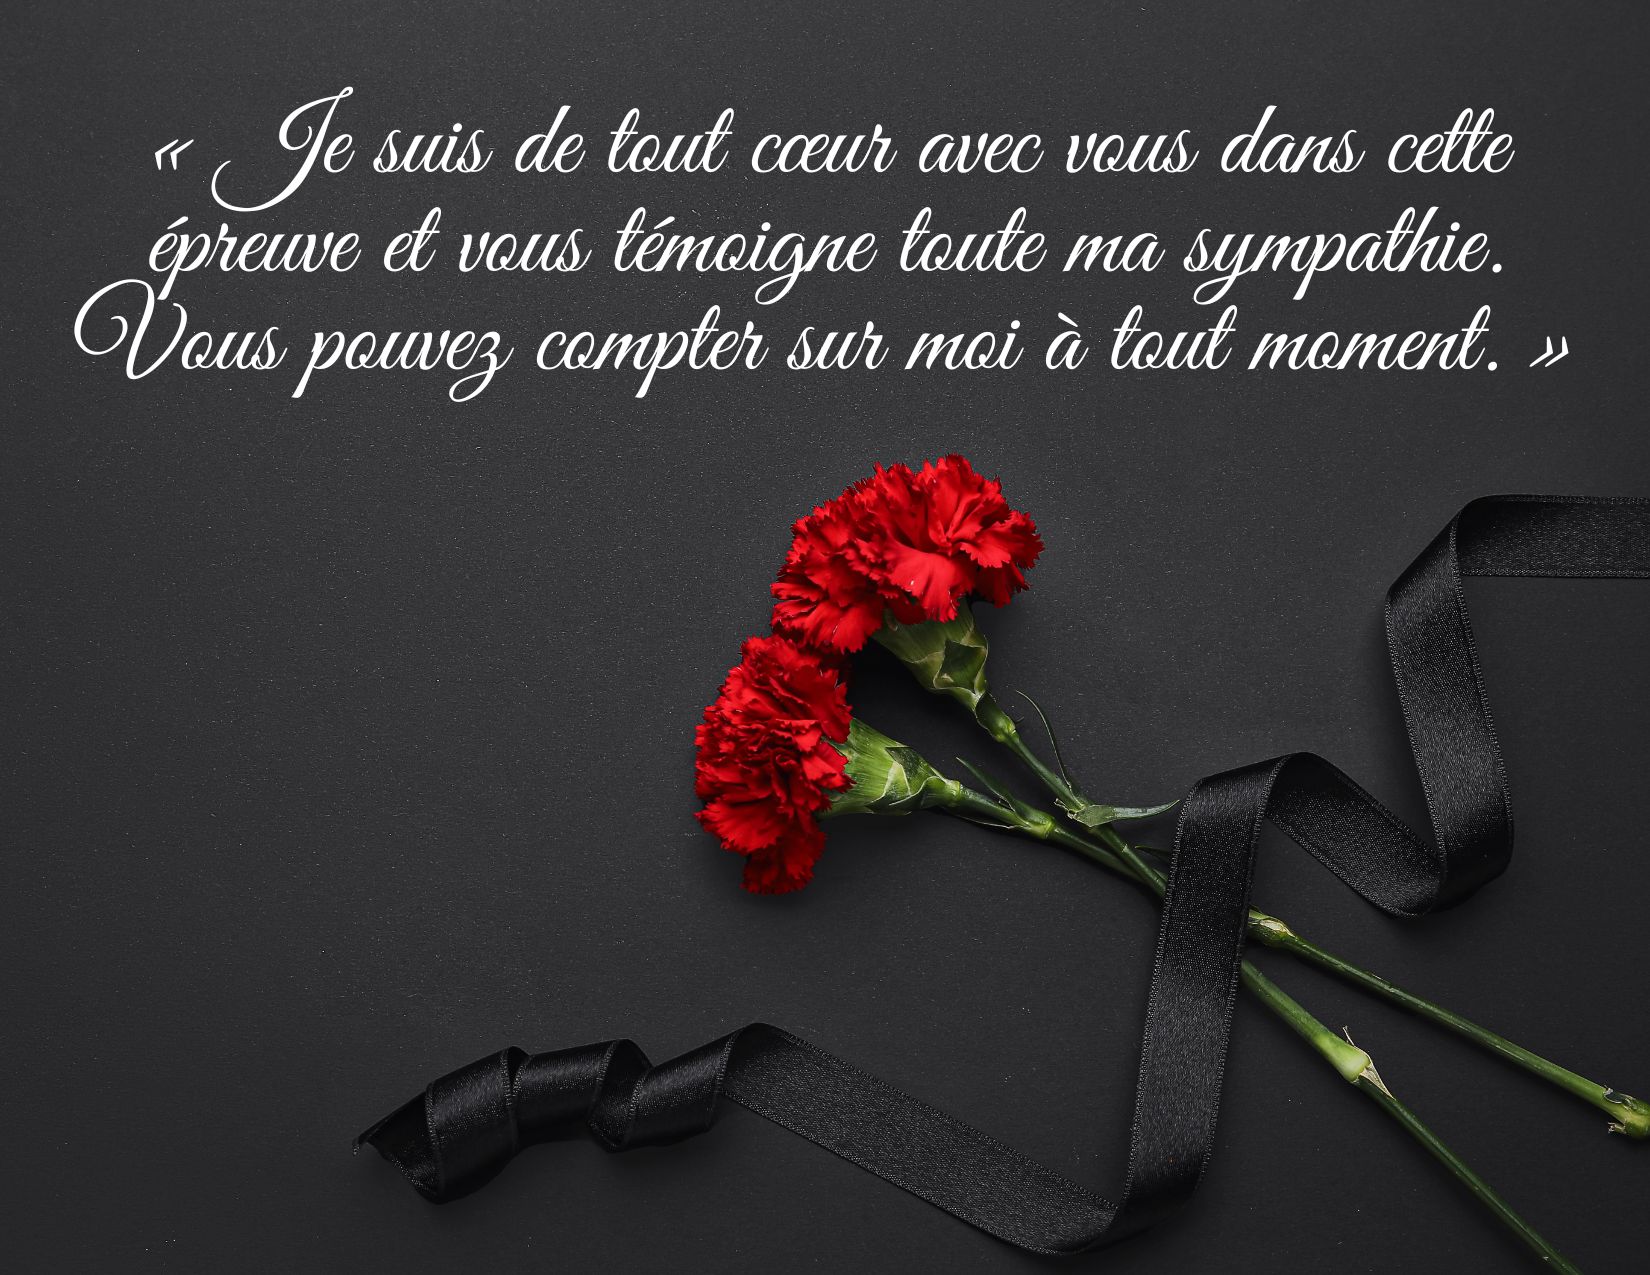 « Je suis de tout cœur avec vous dans cette
épreuve et vous témoigne toute ma sympathie.
Vous pouvez compter sur moi à tout moment. »